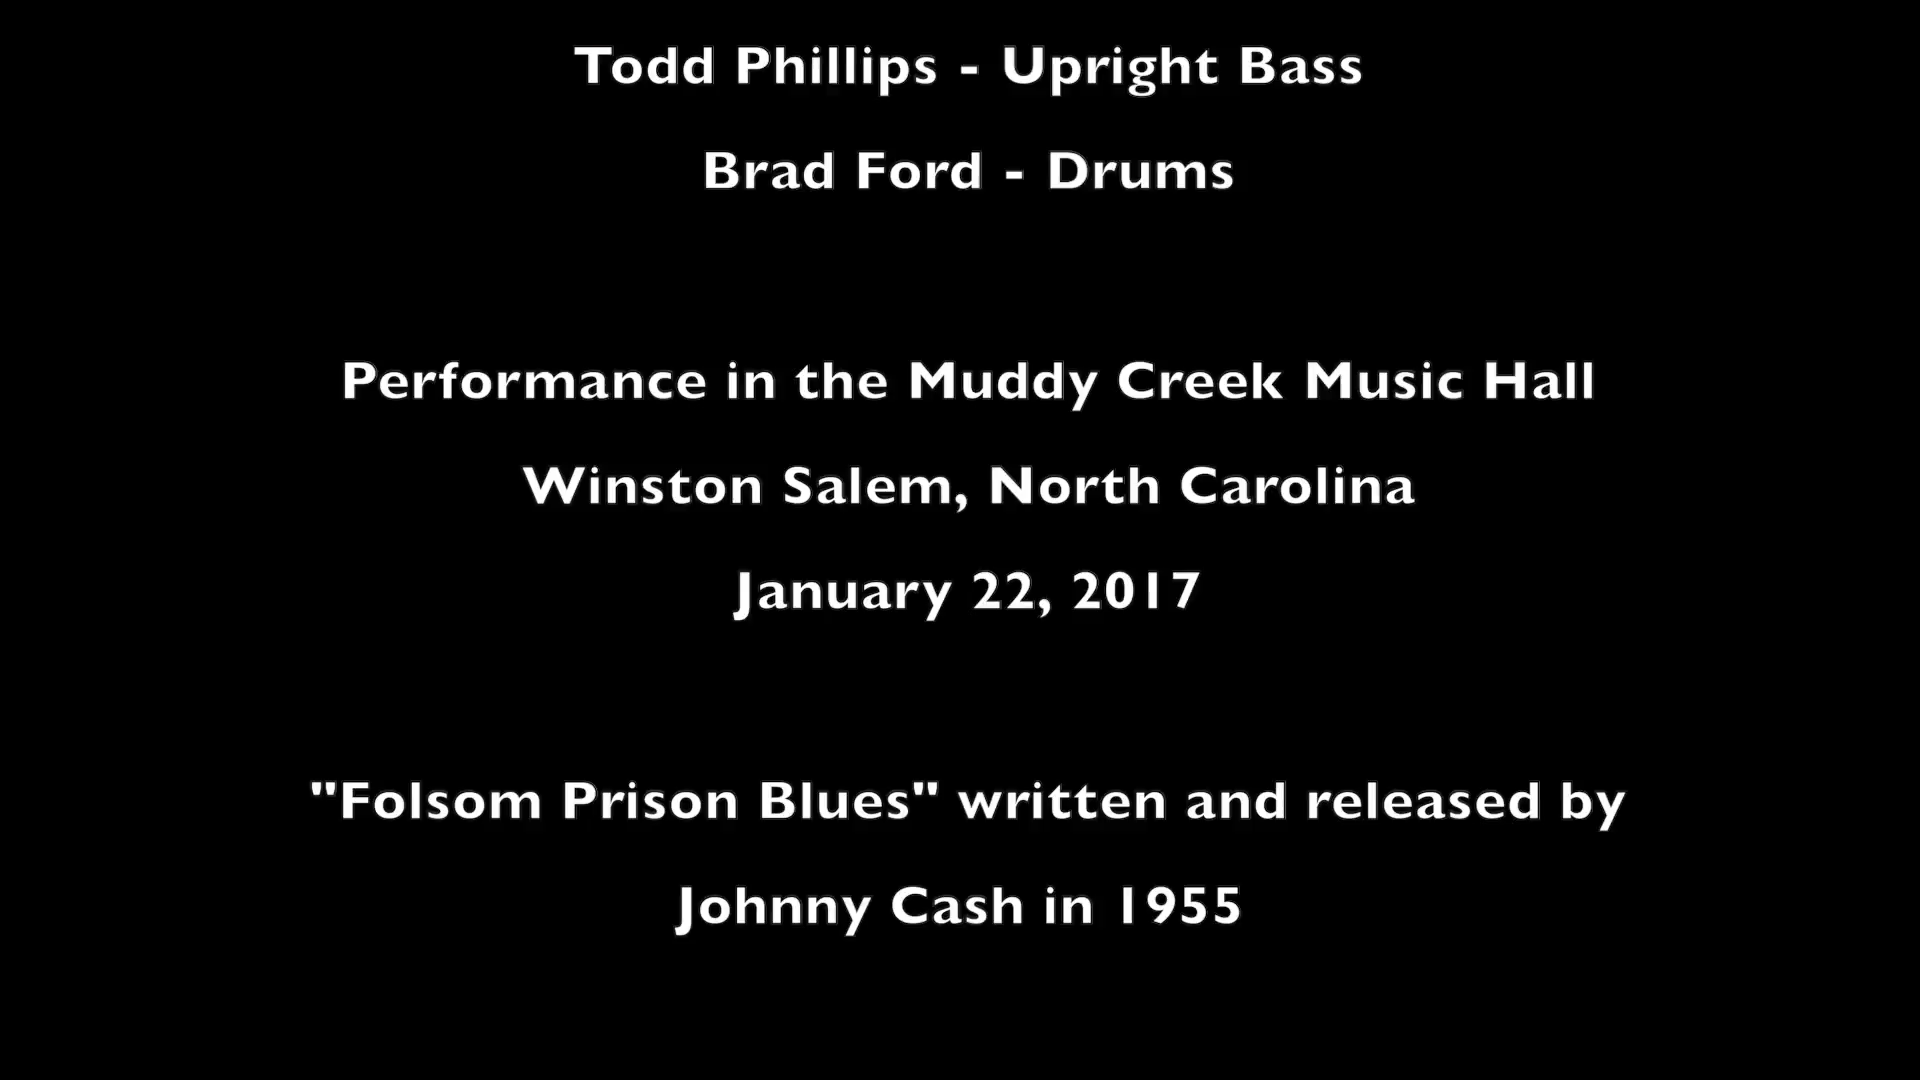 Todd Phillips - Upright Bass
Brad Ford - Drums
Performance in the Muddy Creek Music Hall
Winston Salem, North Carolina
January 22, 2017
"Folsom Prison Blues" written and released by
Johnny Cash in 1955